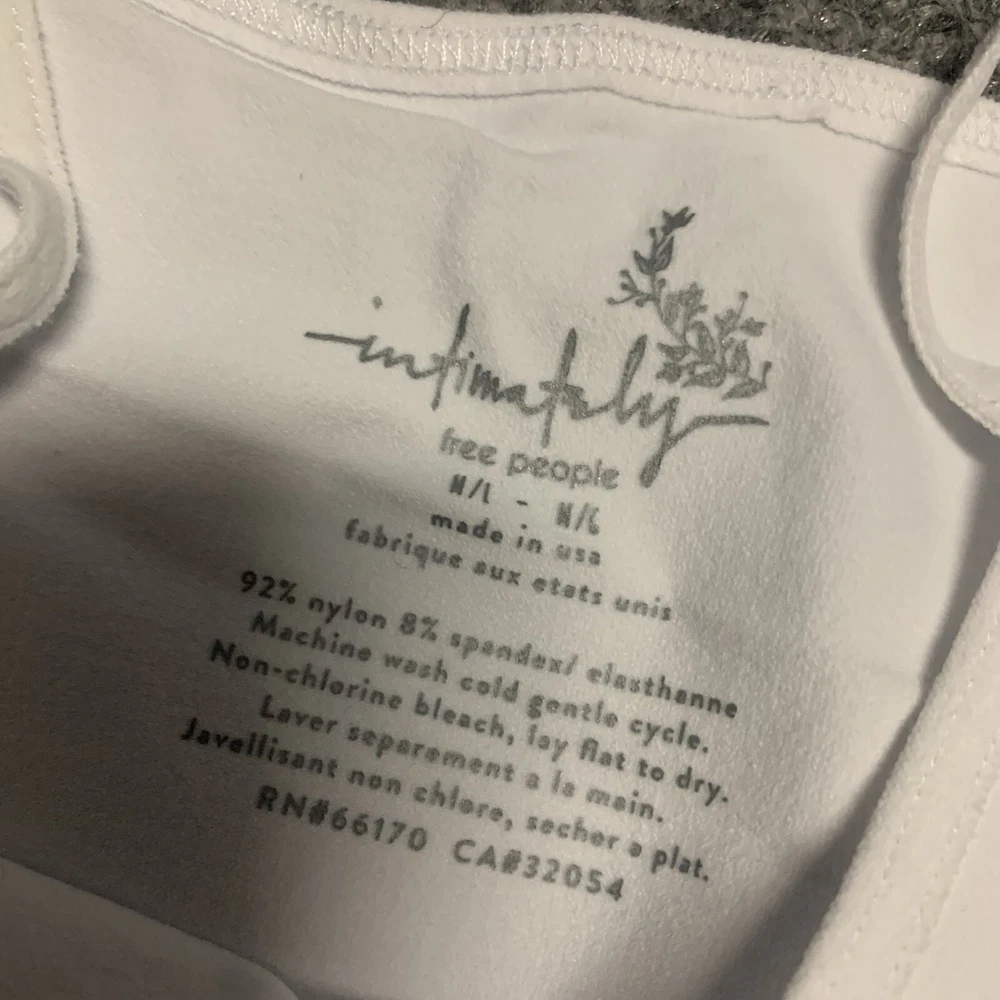 intimately
free people
M/L - M/G
made in usa
fabrique aux etats unis
92% nylon 8% spandex/ elasthanne
Machine wash cold gentle cycle.
Non-chlorine bleach, lay flat to dry.
Laver separement a la main.
Javellisant non chlore, secher a plat.
RN#66170 CA#32054